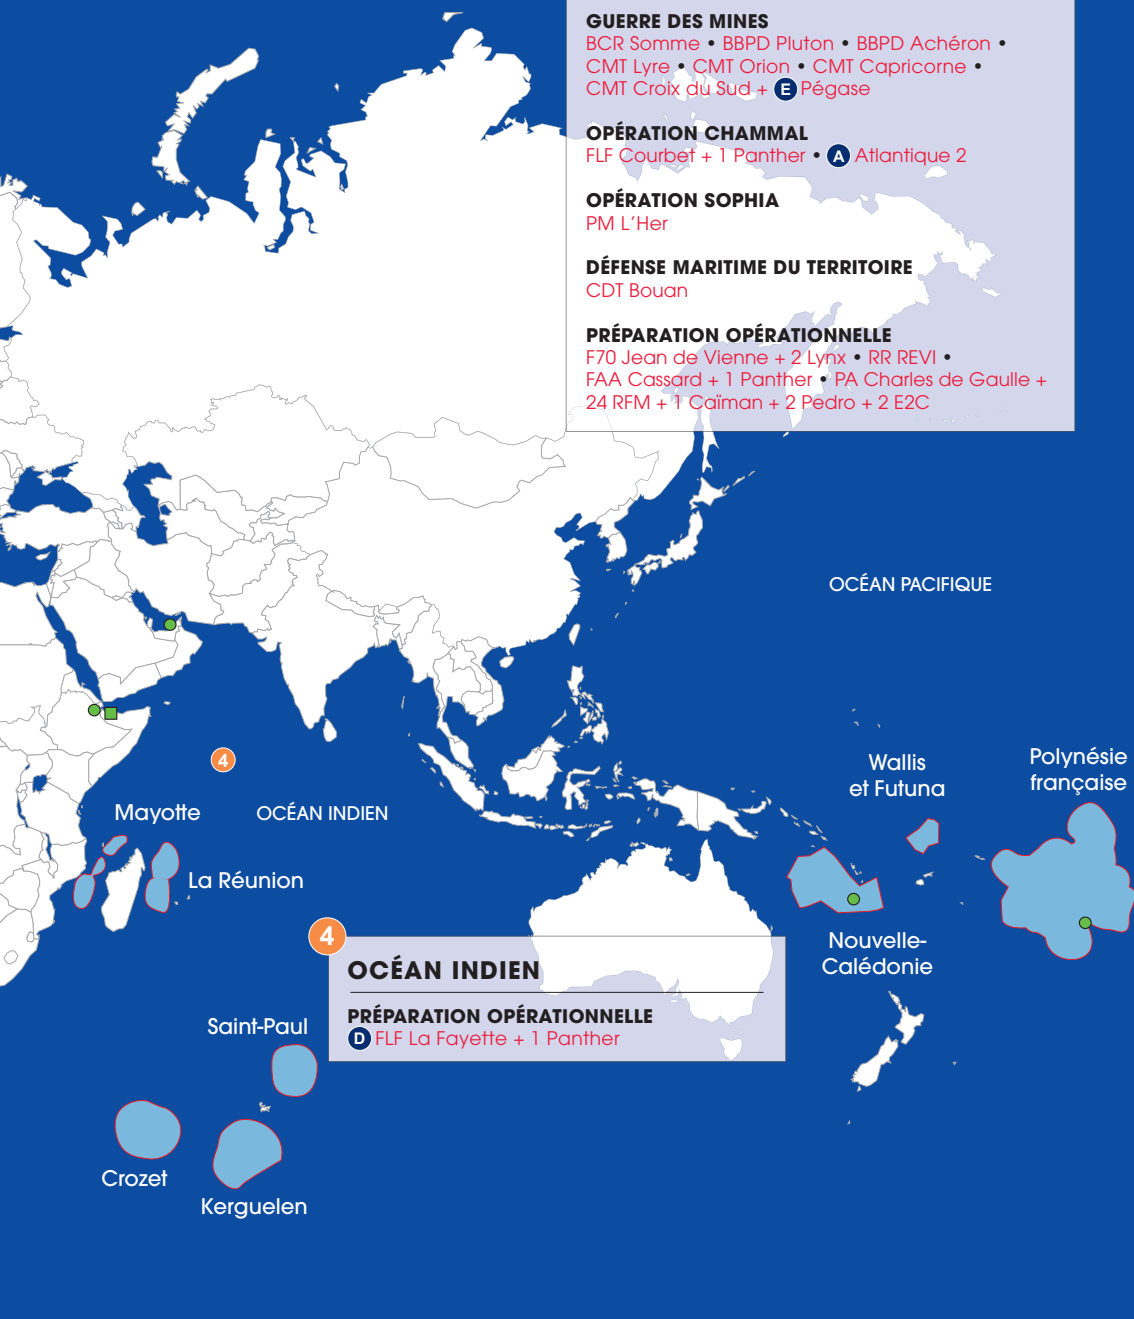 GUERRE DES MINES
BCR Somme • BBPD Pluton • BBPD Achéron •
CMT Lyre • CMT Orion • CMT Capricorne •
CMT Croix du Sud + E Pégase
OPÉRATION CHAMMAL
FLF Courbet + 1 Panther • A Atlantique 2
OPÉRATION SOPHIA
PM L'Her
DÉFENSE MARITIME DU TERRITOIRE
CDT Bouan
PRÉPARATION OPÉRATIONNELLE
F70 Jean de Vienne + 2 Lynx • RR REVI •
FAA Cassard + 1 Panther • PA Charles de Gaulle +
24 RFM + 1 Caïman + 2 Pedro + 2 E2C
OCÉAN PACIFIQUE
4
Wallis
et Futuna
Polynésie
française
Mayotte
OCÉAN INDIEN
La Réunion
Nouvelle-
Calédonie
4
OCÉAN INDIEN
PRÉPARATION OPÉRATIONNELLE
D FLF La Fayette + 1 Panther
Saint-Paul
Crozet
Kerguelen